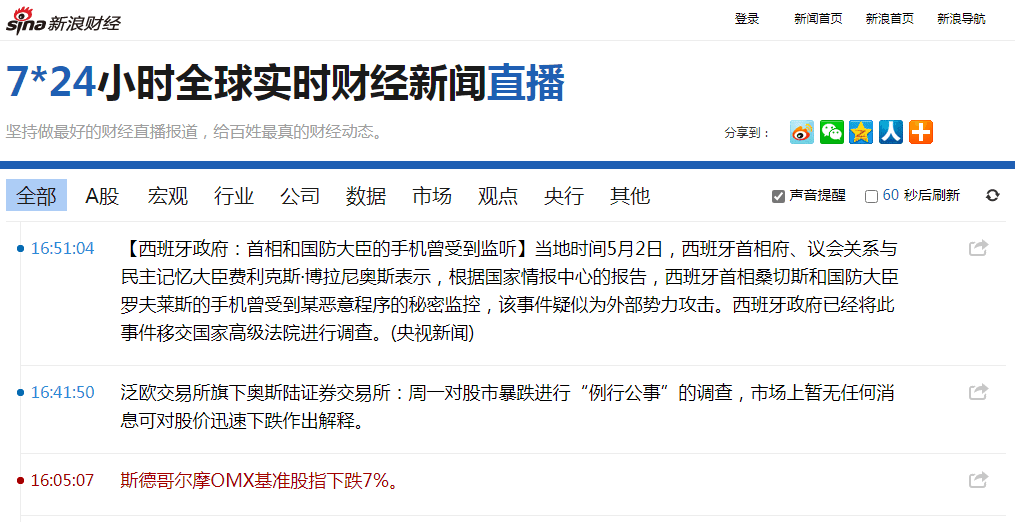 sina新浪财经
登录 新闻首页 新浪首页 新浪导航
7*24小时全球实时财经新闻直播
坚持做最好的财经直播报道，给百姓最真的财经动态。
分享到：
全部 A股 宏观 行业 公司 数据 市场 观点 央行 其他
声音提醒 60 秒后刷新
16:51:04 【西班牙政府：首相和国防大臣的手机曾受到监听】当地时间5月2日，西班牙首相府、议会关系与
民主记忆大臣费利克斯·博拉尼奥斯表示，根据国家情报中心的报告，西班牙首相桑切斯和国防大臣
罗夫莱斯的手机曾受到某恶意程序的秘密监控，该事件疑似为外部势力攻击。西班牙政府已经将此
事件移交国家高级法院进行调查。(央视新闻)
16:41:50 泛欧交易所旗下奥斯陆证券交易所：周一对股市暴跌进行“例行公事”的调查，市场上暂无任何消
息可对股价迅速下跌作出解释。
16:05:07 斯德哥尔摩OMX基准股指下跌7%。